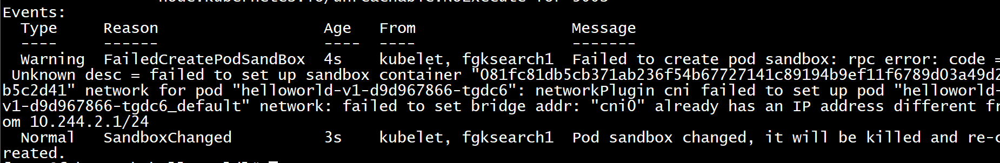 Events:
Type Reason Age From Message
---- ------ ---- ---- -------
Warning FailedCreatePodSandBox 4s kubelet, fgksearch1 Failed to create pod sandbox: rpc error: code =
Unknown desc = failed to set up sandbox container "081fc81db5cb371ab236f54b67727141c89194b9ef11f6789d03a49d2
b5c2d41" network for pod "helloworld-v1-d9d967866-tgdc6": networkPlugin cni failed to set up pod "helloworld-
v1-d9d967866-tgdc6_default" network: failed to set bridge addr: "cni0" already has an IP address different fr
om 10.244.2.1/24
Normal SandboxChanged 3s kubelet, fgksearch1 Pod sandbox changed, it will be killed and re-c
reated.